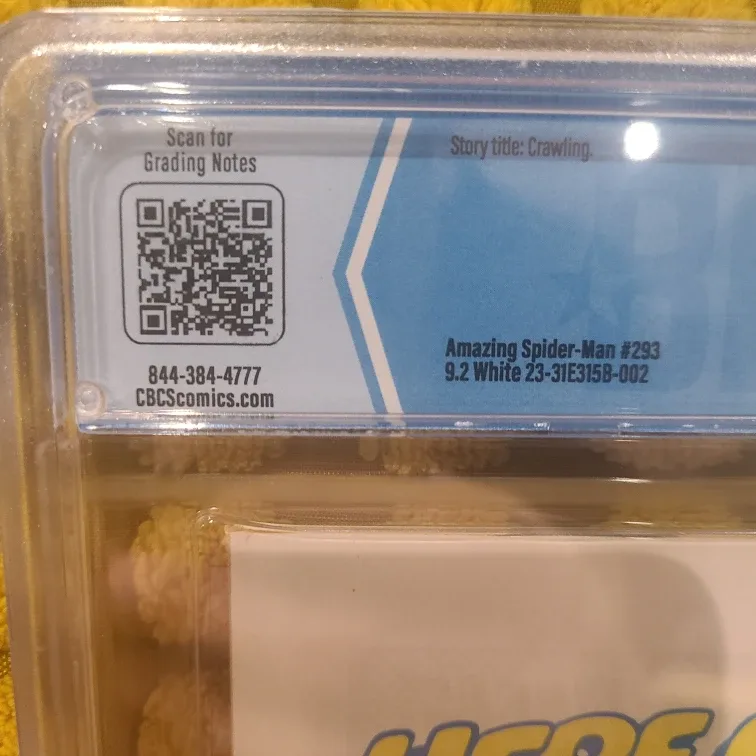 Scan for
Grading Notes
844-384-4777
CBCScomics.com
Story title: Crawling.
Amazing Spider-Man #293
9.2 White 23-31E315B-002
HERE